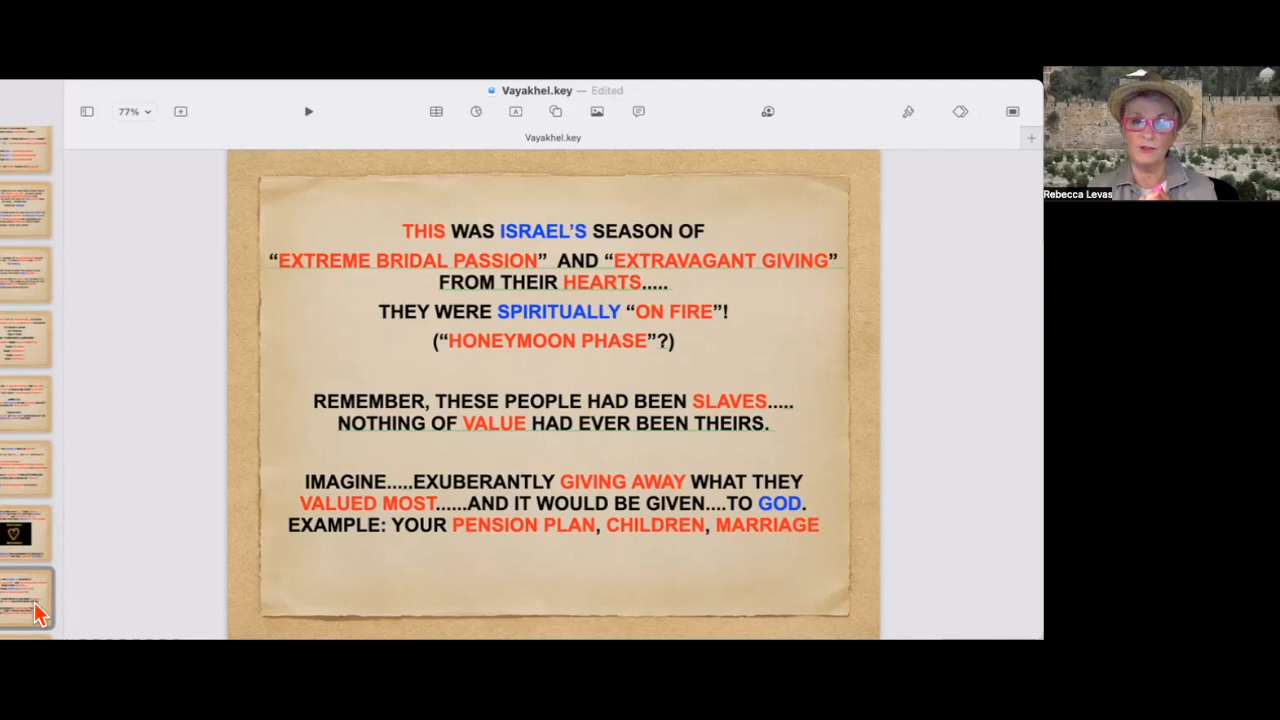 Vayakhel.key — Edited
77%
Vayakhel.key
THIS WAS ISRAEL'S SEASON OF
“EXTREME BRIDAL PASSION” AND “EXTRAVAGANT GIVING”
FROM THEIR HEARTS.....
THEY WERE SPIRITUALLY “ON FIRE”!
(“HONEYMOON PHASE”?)
REMEMBER, THESE PEOPLE HAD BEEN SLAVES.....
NOTHING OF VALUE HAD EVER BEEN THEIRS.
IMAGINE.....EXUBERANTLY GIVING AWAY WHAT THEY
VALUED MOST......AND IT WOULD BE GIVEN....TO GOD.
EXAMPLE: YOUR PENSION PLAN, CHILDREN, MARRIAGE
Rebecca Levas